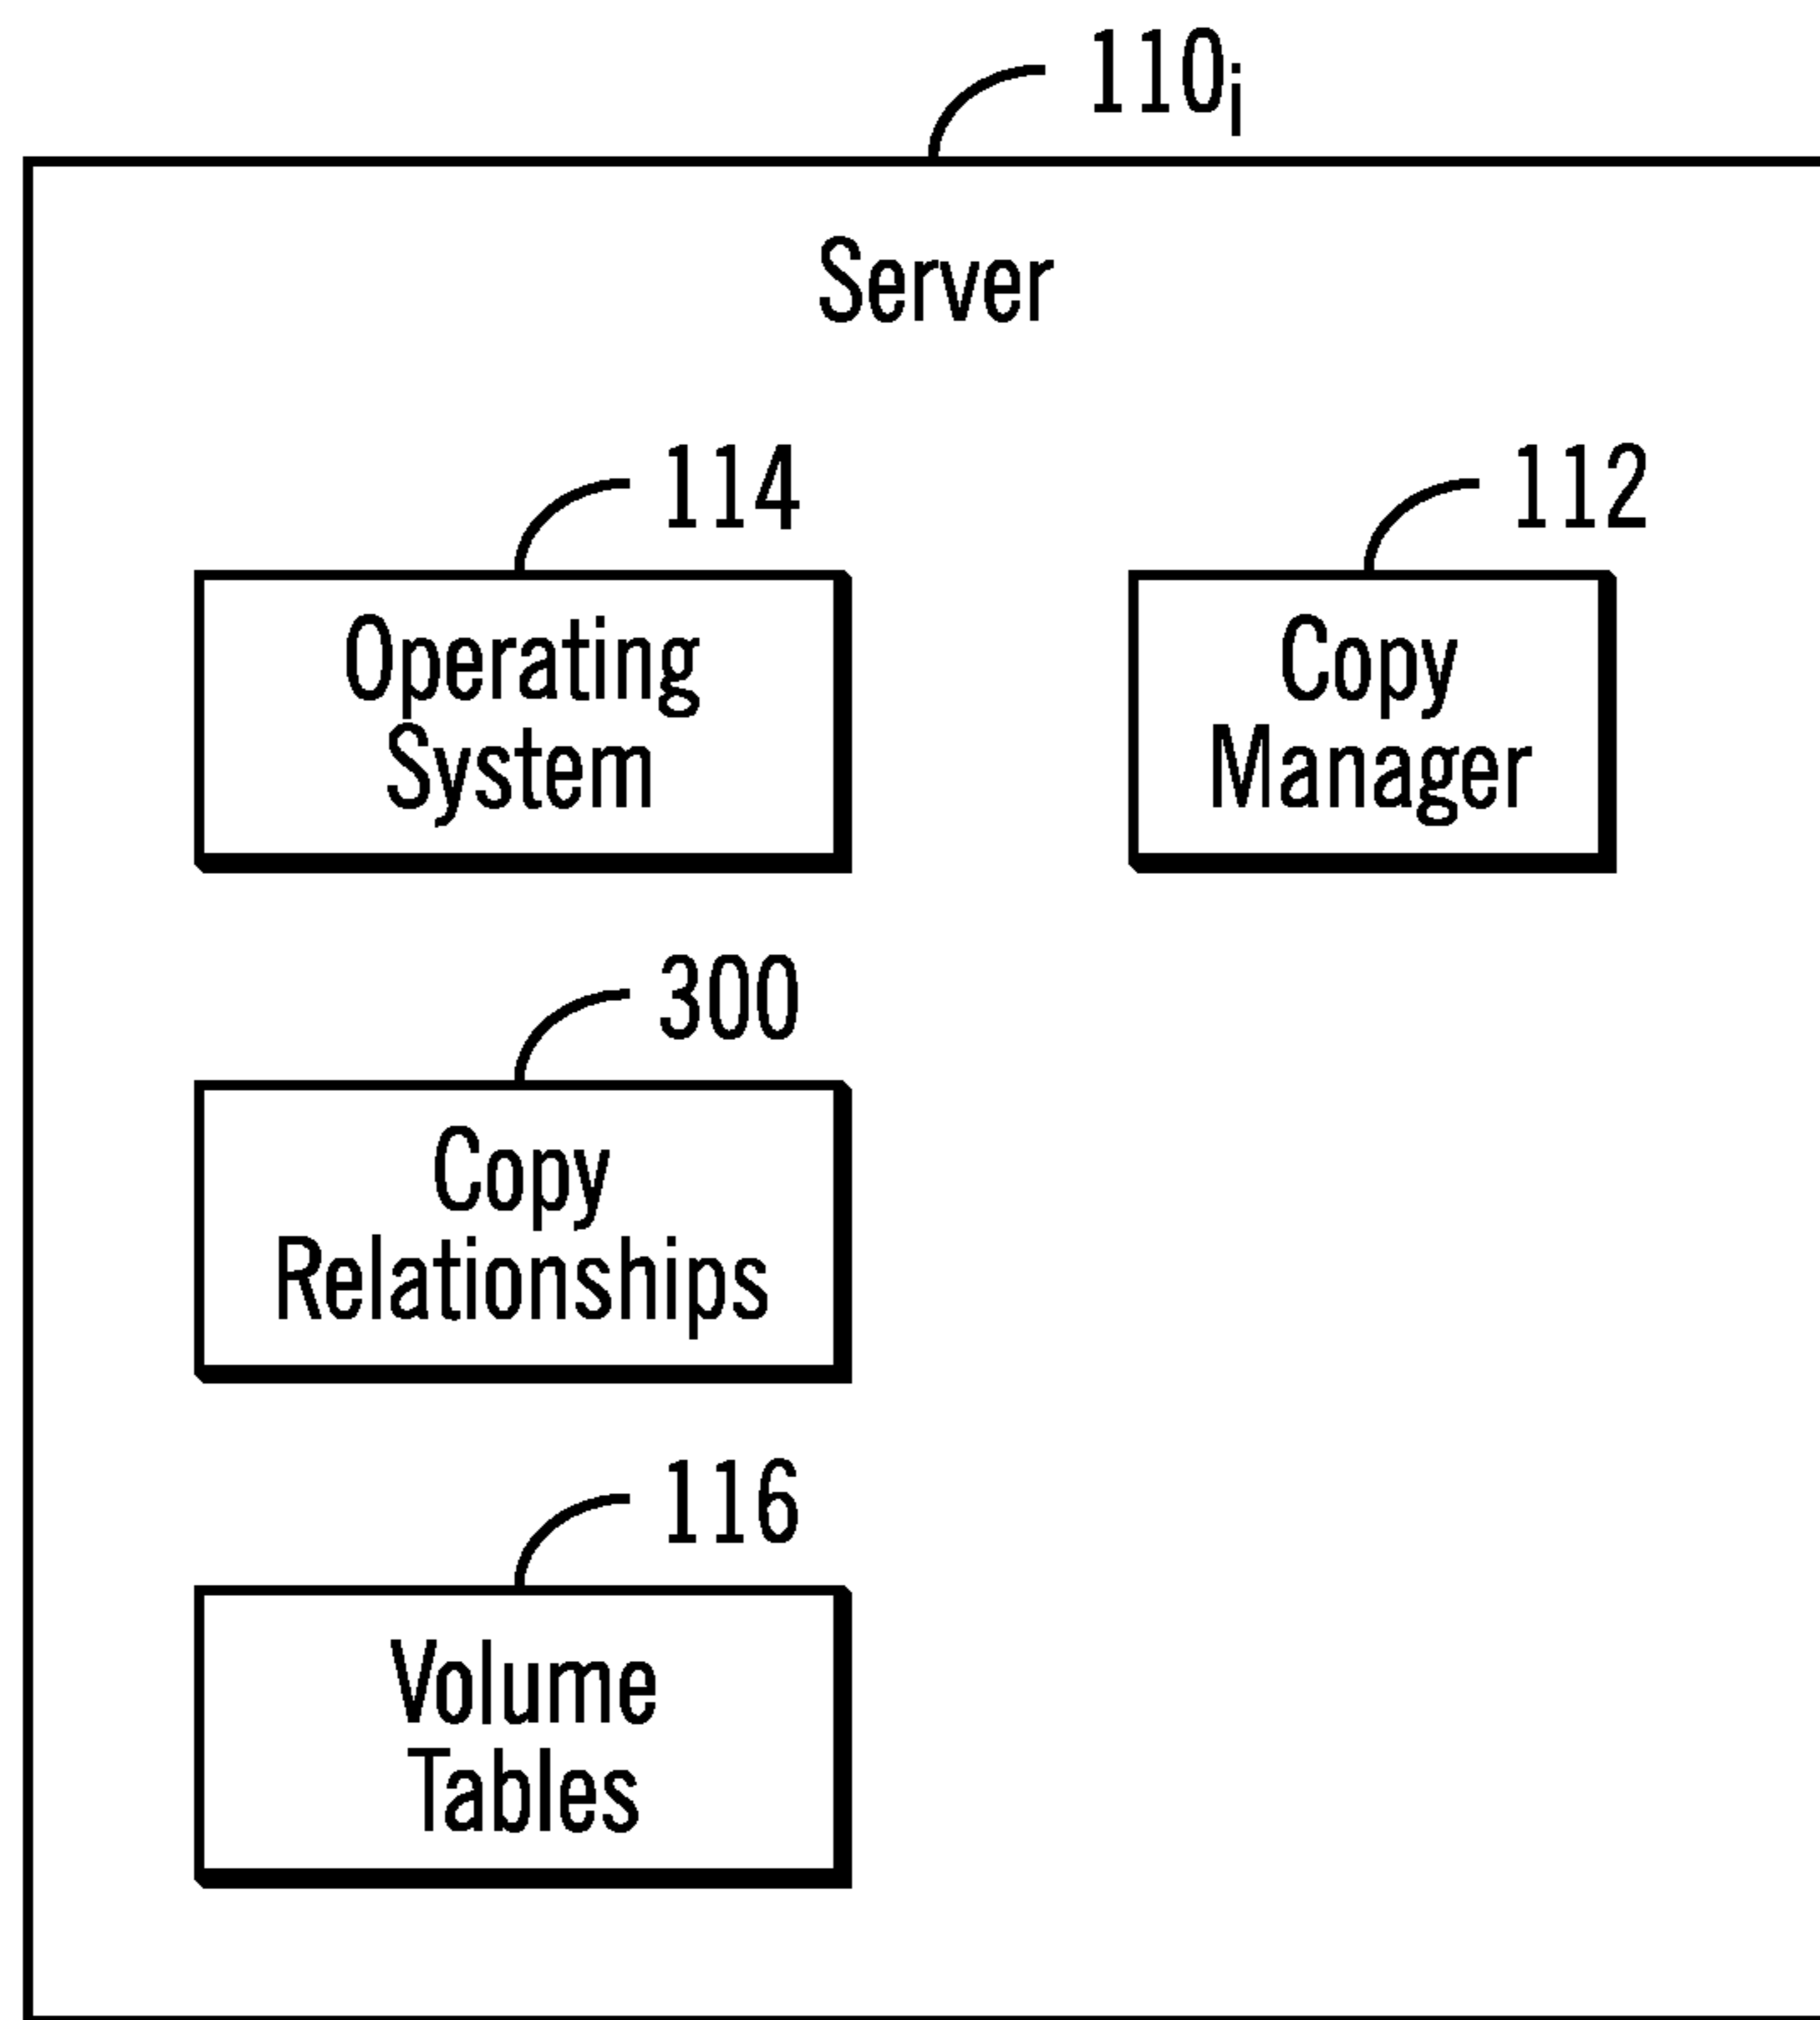 110i
Server
114
Operating
System
112
Copy
Manager
300
Copy
Relationships
116
Volume
Tables